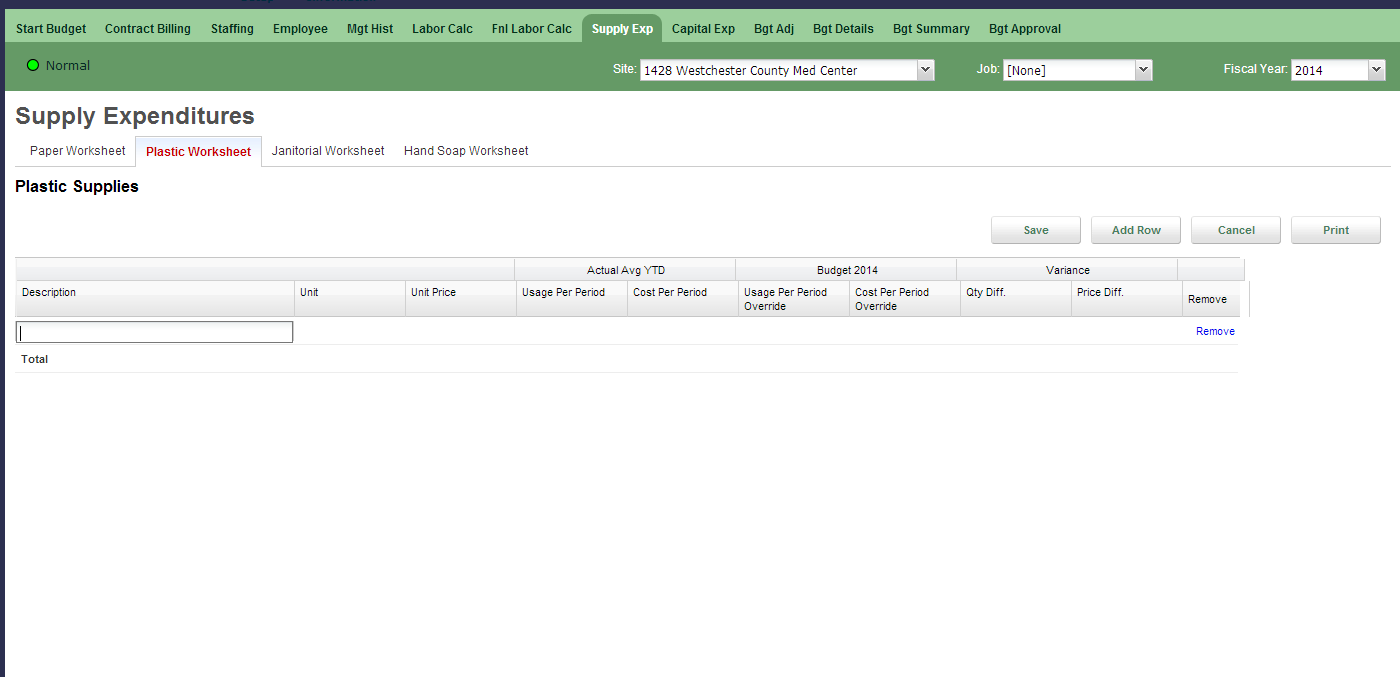 Start Budget Contract Billing Staffing Employee Mgt Hist Labor Calc Fnl Labor Calc Supply Exp Capital Exp Bgt Adj Bgt Details Bgt Summary Bgt Approval
Normal Site: 1428 Westchester County Med Center Job: [None] Fiscal Year: 2014
Supply Expenditures
Paper Worksheet Plastic Worksheet Janitorial Worksheet Hand Soap Worksheet
Plastic Supplies
Save Add Row Cancel Print
Actual Avg YTD Budget 2014 Variance
Description Unit Unit Price Usage Per Period Cost Per Period Usage Per Period Cost Per Period Qty Diff. Price Diff. Remove
Override Override
Remove
Total